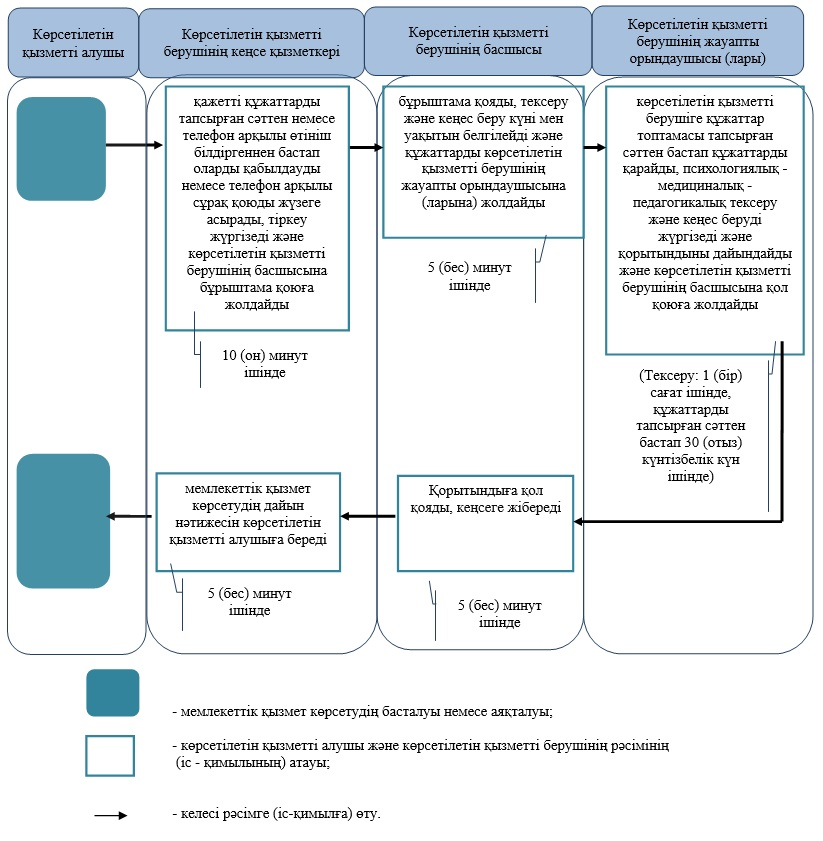 Көрсетілетін
қызметті алушы
Көрсетілетін қызметті
берушінің кеңсе қызметкері
Көрсетілетін қызметті
берушінің басшысы
Көрсетілетін қызметті
берушінің жауапты
орындаушысы (лары)
қажетті құжаттарды
тапсырған сәттен немесе
телефон арқылы өтініш
білдіргеннен бастап
оларды қабылдауды
немесе телефон арқылы
сұрақ қоюды жүзеге
асырады, тіркеу
жүргізеді және
көрсетілетін қызметті
берушінің басшысына
бұрыштама қоюға
жолдайды
10 (он) минут
ішінде
бұрыштама қояды, тексеру
және кеңес беру күні мен
уақытын белгілейді және
құжаттарды көрсетілетін
қызметті берушінің
жауапты орындаушысына
(ларына) жолдайды
5 (бес) минут
ішінде
көрсетілетін қызметті
берушіге құжаттар
топтамасы тапсырған
сәттен бастап құжаттарды
қарайды, психологиялық -
медициналық -
педагогикалық тексеру
және кеңес беруді
жүргізеді және
қорытындыны дайындайды
және көрсетілетін қызметті
берушінің басшысына қол
қоюға жолдайды
(Тексеру: 1 (бір)
сағат ішінде,
құжаттарды
тапсырған сәттен
бастап 30 (отыз)
күнтізбелік күн
ішінде)
мемлекеттік қызмет
көрсетудің дайын
нәтижесін көрсетілетін
қызметті алушыға береді
5 (бес) минут
ішінде
Қорытындыға қол
қояды, кеңсеге жібереді
5 (бес) минут
ішінде
- мемлекеттік қызмет көрсетудің басталуы немесе аяқталуы;
- көрсетілетін қызметті алушы және көрсетілетін қызметті берушінің рәсімінің
(іс - қимылының) атауы;
- келесі рәсімге (іс-қимылға) өту.